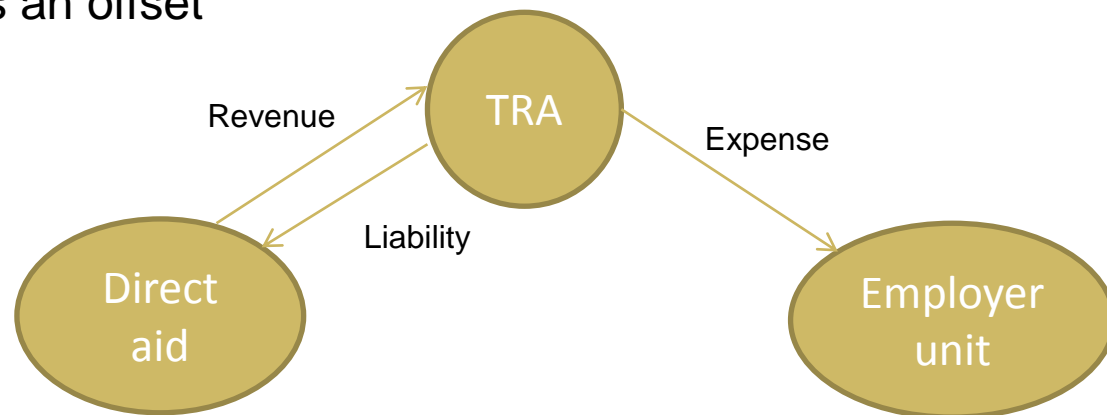 s an offset
TRA
Revenue
Expense
Liability
Direct
aid
Employer
unit